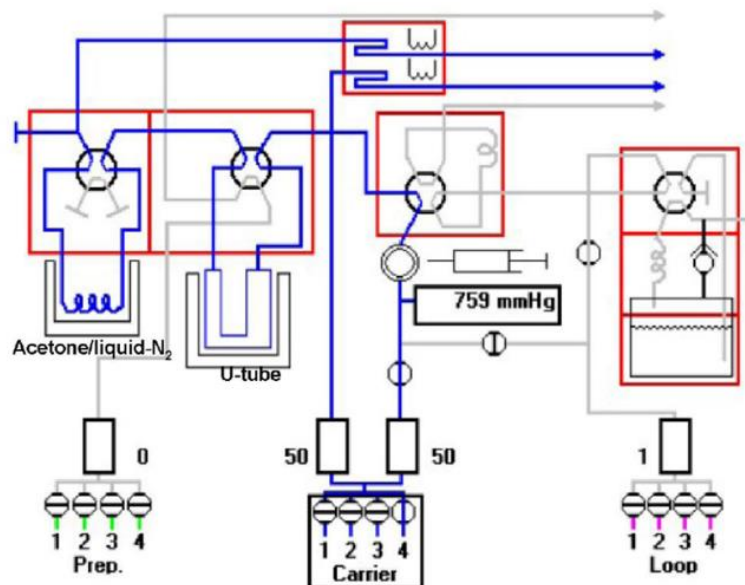 759 mmHg
Acetone/liquid-N₂
U-tube
0
50
50
1
1 2 3 4
1 2 3 4
1 2 3 4
Prep.
Carrier
Loop